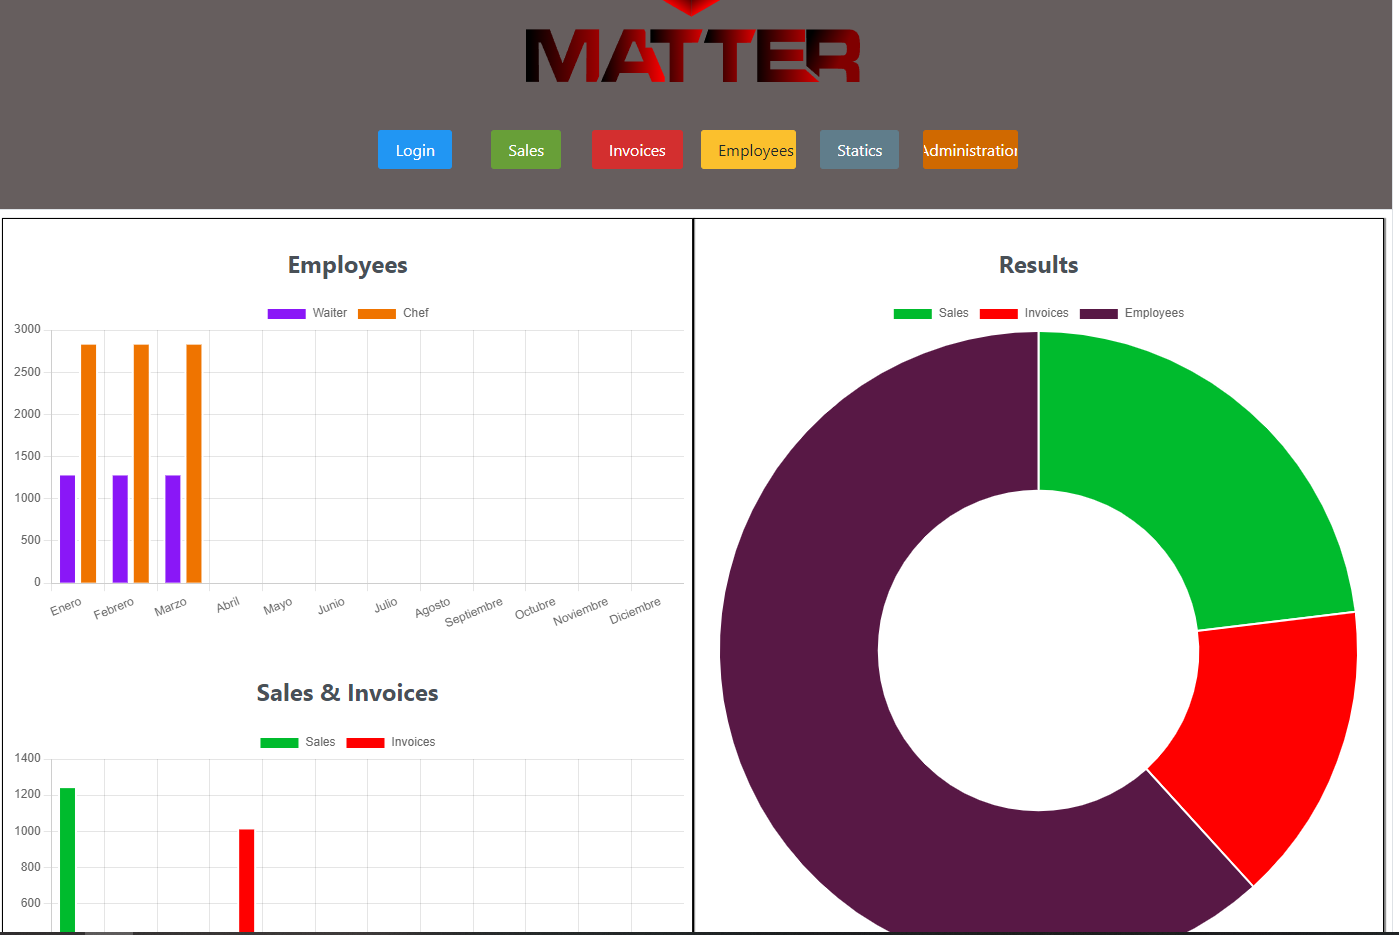 MATTER
Login Sales Invoices Employees Statics Administration
Employees
Waiter Chef
3000
2500
2000
1500
1000
500
0
Enero Febrero Marzo Abril Mayo Junio Julio Agosto Septiembre Octubre Noviembre Diciembre
Sales & Invoices
Sales Invoices
1400
1200
1000
800
600
Results
Sales Invoices Employees